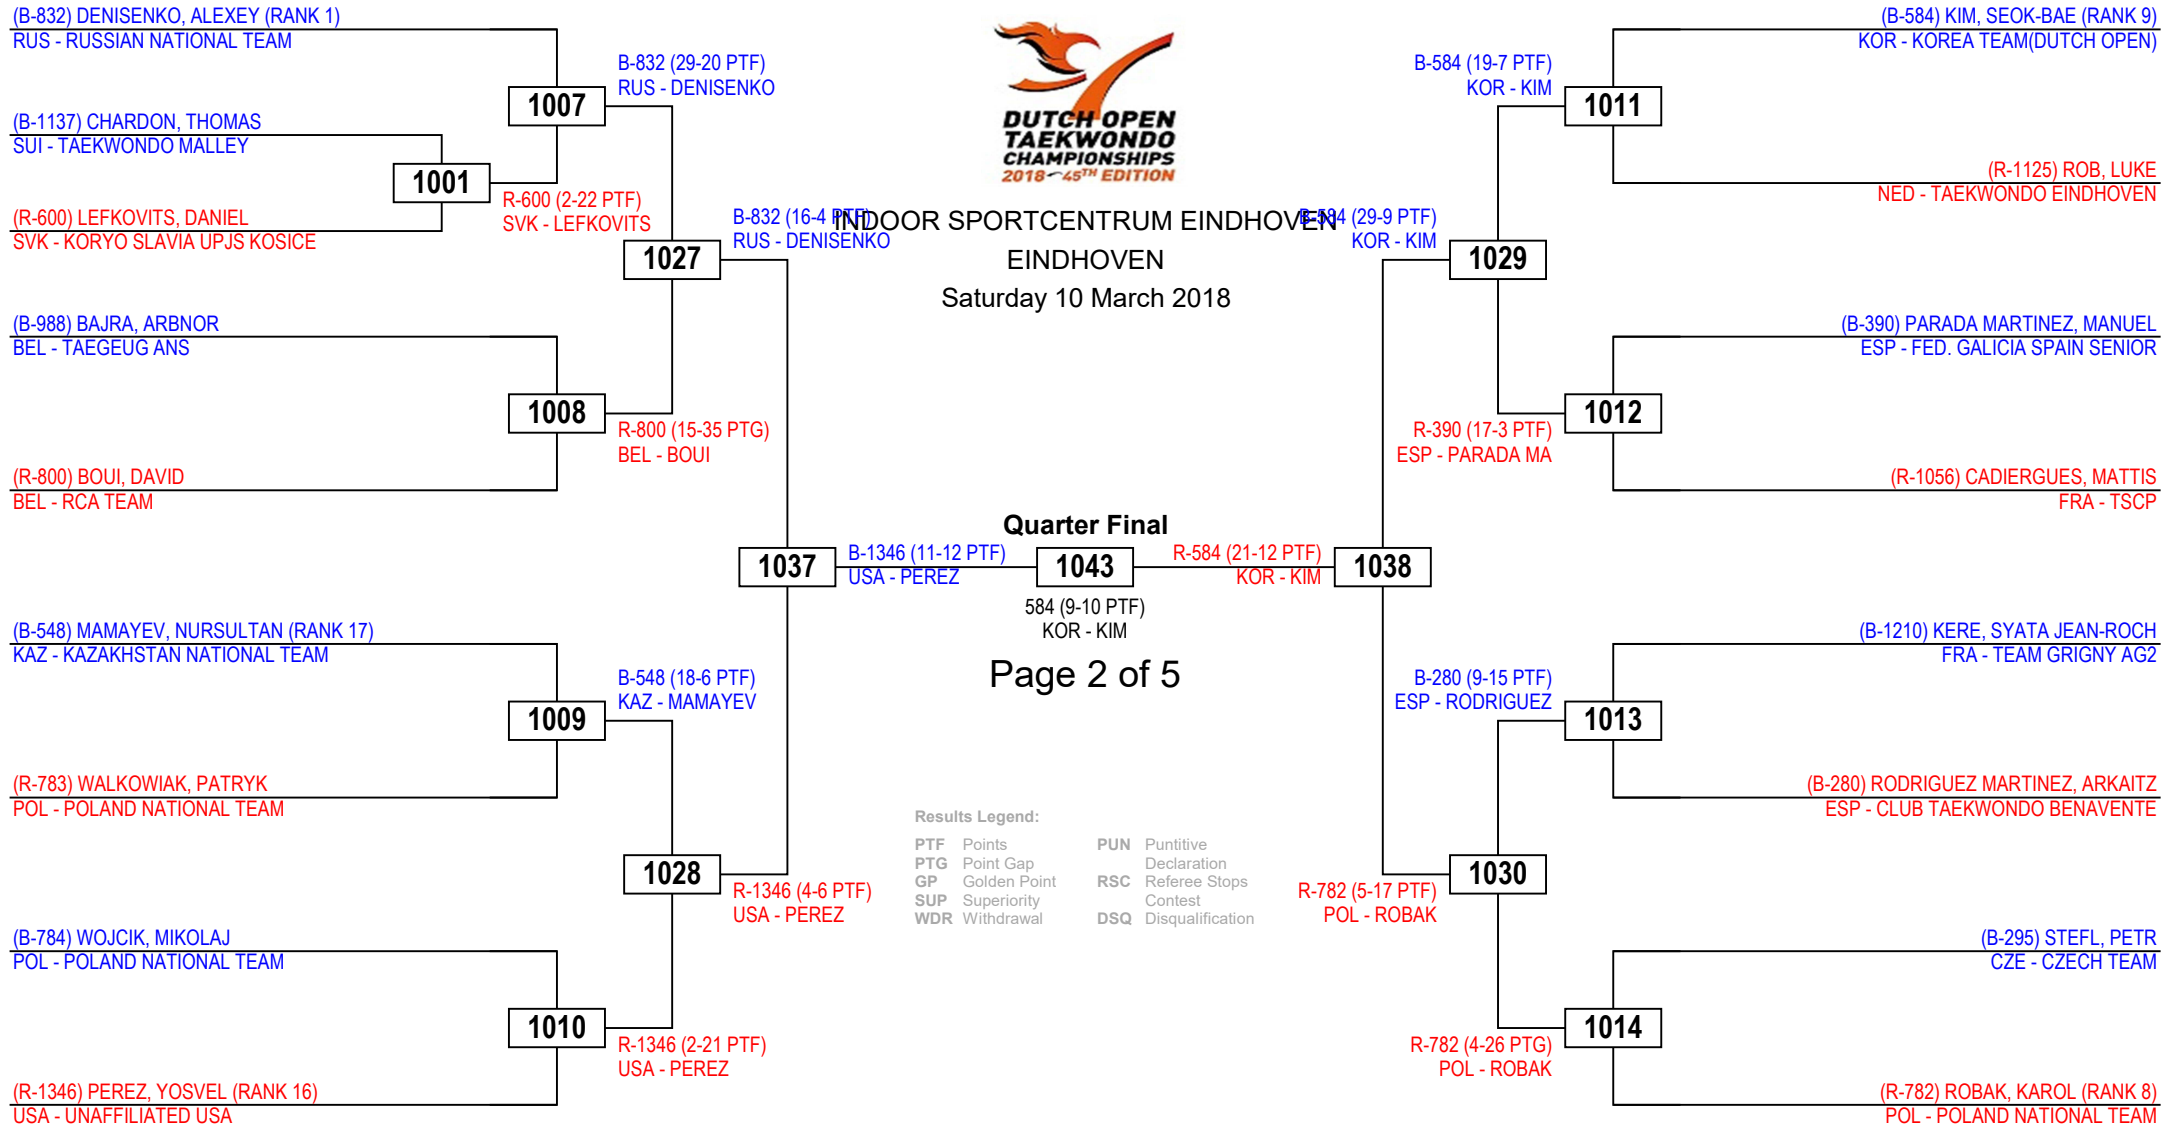 (B-832) DENISENKO, ALEXEY (RANK 1)
RUS - RUSSIAN NATIONAL TEAM
(B-1137) CHARDON, THOMAS
SUI - TAEKWONDO MALLEY
(R-600) LEFKOVITS, DANIEL
SVK - KORYO SLAVIA UPJS KOSICE
(B-988) BAJRA, ARBNOR
BEL - TAEGEUG ANS
(R-800) BOUI, DAVID
BEL - RCA TEAM
(B-548) MAMAYEV, NURSULTAN (RANK 17)
KAZ - KAZAKHSTAN NATIONAL TEAM
(R-783) WALKOWIAK, PATRYK
POL - POLAND NATIONAL TEAM
(B-784) WOJCIK, MIKOLAJ
POL - POLAND NATIONAL TEAM
(R-1346) PEREZ, YOSVEL (RANK 16)
USA - UNAFFILIATED USA
1001
R-600 (2-22 PTF)
SVK - LEFKOVITS
1007
B-832 (29-20 PTF)
RUS - DENISENKO
1008
R-800 (15-35 PTG)
BEL - BOUI
1009
B-548 (18-6 PTF)
KAZ - MAMAYEV
1010
R-1346 (2-21 PTF)
USA - PEREZ
1027
B-832 (16-4 PTF)
RUS - DENISENKO
1028
R-1346 (4-6 PTF)
USA - PEREZ
1037
B-1346 (11-12 PTF)
USA - PEREZ
DUTCH OPEN
TAEKWONDO
CHAMPIONSHIPS
2018 ~ 45TH EDITION
INDOOR SPORTCENTRUM EINDHOVEN
EINDHOVEN
Saturday 10 March 2018
Quarter Final
1043
584 (9-10 PTF)
KOR - KIM
Page 2 of 5
Results Legend:
PTF Points
PTG Point Gap
GP Golden Point
SUP Superiority
WDR Withdrawal
PUN Puntitive
Declaration
RSC Referee Stops
Contest
DSQ Disqualification
R-584 (21-12 PTF)
KOR - KIM
1038
B-584 (29-9 PTF)
KOR - KIM
1029
R-782 (5-17 PTF)
POL - ROBAK
1030
B-584 (19-7 PTF)
KOR - KIM
1011
R-390 (17-3 PTF)
ESP - PARADA MA
1012
B-280 (9-15 PTF)
ESP - RODRIGUEZ
1013
R-782 (4-26 PTG)
POL - ROBAK
1014
(B-584) KIM, SEOK-BAE (RANK 9)
KOR - KOREA TEAM(DUTCH OPEN)
(R-1125) ROB, LUKE
NED - TAEKWONDO EINDHOVEN
(B-390) PARADA MARTINEZ, MANUEL
ESP - FED. GALICIA SPAIN SENIOR
(R-1056) CADIERGUES, MATTIS
FRA - TSCP
(B-1210) KERE, SYATA JEAN-ROCH
FRA - TEAM GRIGNY AG2
(B-280) RODRIGUEZ MARTINEZ, ARKAITZ
ESP - CLUB TAEKWONDO BENAVENTE
(B-295) STEFL, PETR
CZE - CZECH TEAM
(R-782) ROBAK, KAROL (RANK 8)
POL - POLAND NATIONAL TEAM